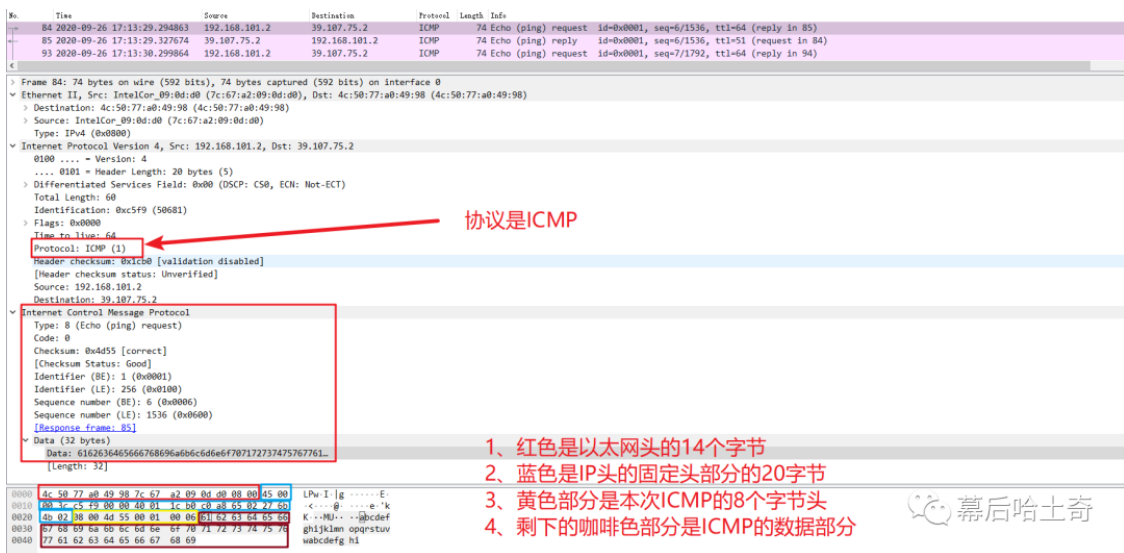 No. Time Source Destination Protocol Length Info
84 2020-09-26 17:13:29.294863 192.168.101.2 39.107.75.2 ICMP 74 Echo (ping) request id=0x0001, seq=6/1536, ttl=64 (reply in 85)
85 2020-09-26 17:13:29.327674 39.107.75.2 192.168.101.2 ICMP 74 Echo (ping) reply id=0x0001, seq=6/1536, ttl=51 (request in 84)
93 2020-09-26 17:13:30.299864 192.168.101.2 39.107.75.2 ICMP 74 Echo (ping) request id=0x0001, seq=7/1792, ttl=64 (reply in 94)
Frame 84: 74 bytes on wire (592 bits), 74 bytes captured (592 bits) on interface 0
Ethernet II, Src: IntelCor_09:0d:d0 (7c:67:a2:09:0d:d0), Dst: 4c:50:77:a0:49:98 (4c:50:77:a0:49:98)
Destination: 4c:50:77:a0:49:98 (4c:50:77:a0:49:98)
Source: IntelCor_09:0d:d0 (7c:67:a2:09:0d:d0)
Type: IPv4 (0x0800)
Internet Protocol Version 4, Src: 192.168.101.2, Dst: 39.107.75.2
0100 .... = Version: 4
.... 0101 = Header Length: 20 bytes (5)
Differentiated Services Field: 0x00 (DSCP: CS0, ECN: Not-ECT)
Total Length: 60
Identification: 0xc5f9 (50681)
Flags: 0x0000
协议是ICMP
Time to live: 64
Protocol: ICMP (1)
Header checksum: 0x1cb0 [validation disabled]
[Header checksum status: Unverified]
Source: 192.168.101.2
Destination: 39.107.75.2
Internet Control Message Protocol
Type: 8 (Echo (ping) request)
Code: 0
Checksum: 0x4d55 [correct]
[Checksum Status: Good]
Identifier (BE): 1 (0x0001)
Identifier (LE): 256 (0x0100)
Sequence number (BE): 6 (0x0006)
Sequence number (LE): 1536 (0x0600)
[Response frame: 85]
Data (32 bytes)
Data: 6162636465666768696a6b6c6d6e6f707172737475767761…
[Length: 32]
1、红色是以太网头的14个字节
2、蓝色是IP头的固定头部分的20字节
3、黄色部分是本次ICMP的8个字节头
4、剩下的咖啡色部分是ICMP的数据部分
0000 4c 50 77 a0 49 98 7c 67 a2 09 0d d0 08 00 45 00 LPw·I·|g ······E·
0010 00 3c c5 f9 00 00 40 01 1c b0 c0 a8 65 02 27 6b ·<····@· ····e·'k
0020 4b 02 08 00 4d 55 00 01 00 06 61 62 63 64 65 66 K···MU·· ··abcdef
0030 67 68 69 6a 6b 6c 6d 6e 6f 70 71 72 73 74 75 76 ghijklmn opqrstuv
0040 77 61 62 63 64 65 66 67 68 69 wabcdefg hi
幕后哈士奇